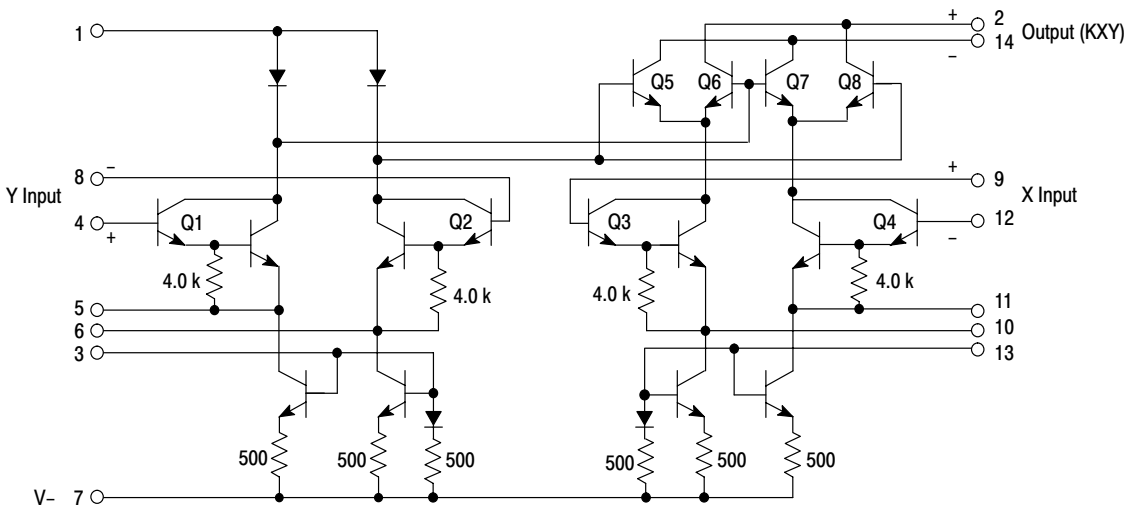 + 2
1
14 Output (KXY)
–
Q5 Q6 Q7 Q8
8 – + 9
Y Input X Input
4 Q1 Q2 Q3 Q4 12
+ –
4.0 k 4.0 k 4.0 k 4.0 k
5 11
6 10
3 13
500 500 500 500 500 500
V– 7